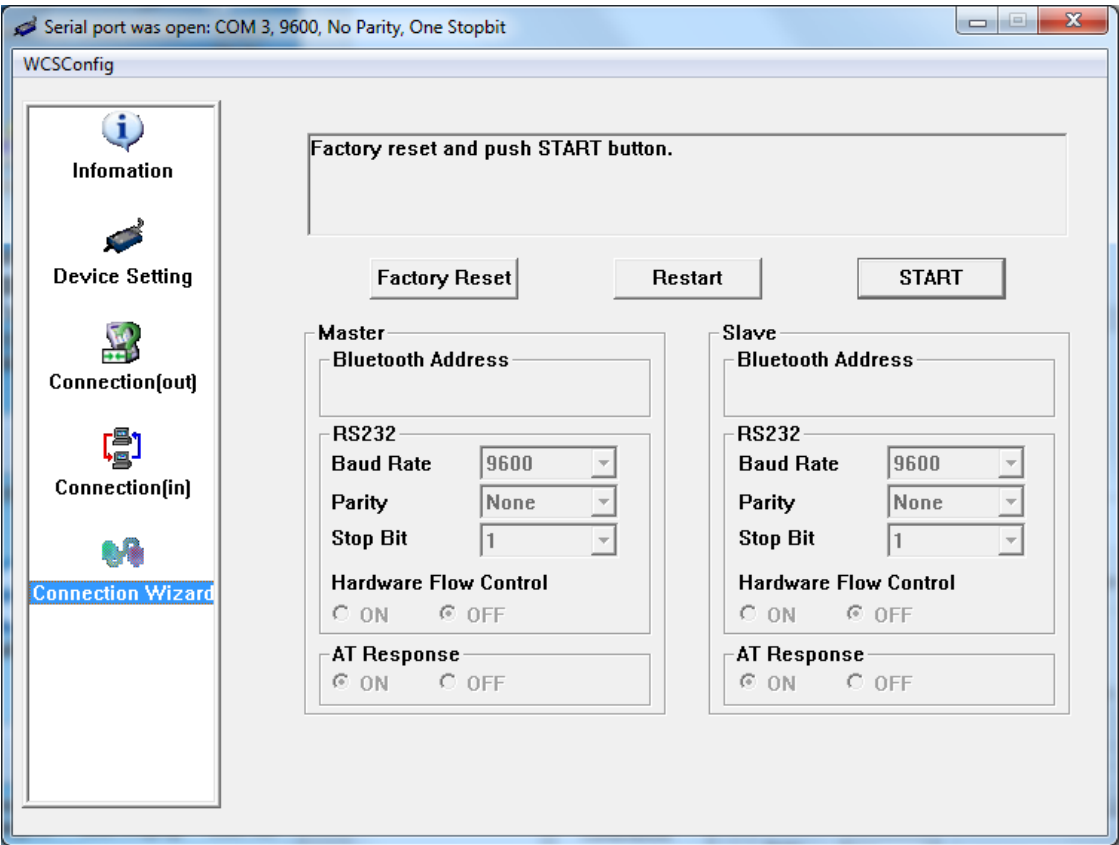 Serial port was open: COM 3, 9600, No Parity, One Stopbit
WCSConfig
Infomation
Device Setting
Connection(out)
Connection(in)
Connection Wizard
Factory reset and push START button.
Factory Reset Restart START
Master
Bluetooth Address
RS232
Baud Rate 9600
Parity None
Stop Bit 1
Hardware Flow Control
ON OFF
AT Response
ON OFF
Slave
Bluetooth Address
RS232
Baud Rate 9600
Parity None
Stop Bit 1
Hardware Flow Control
ON OFF
AT Response
ON OFF